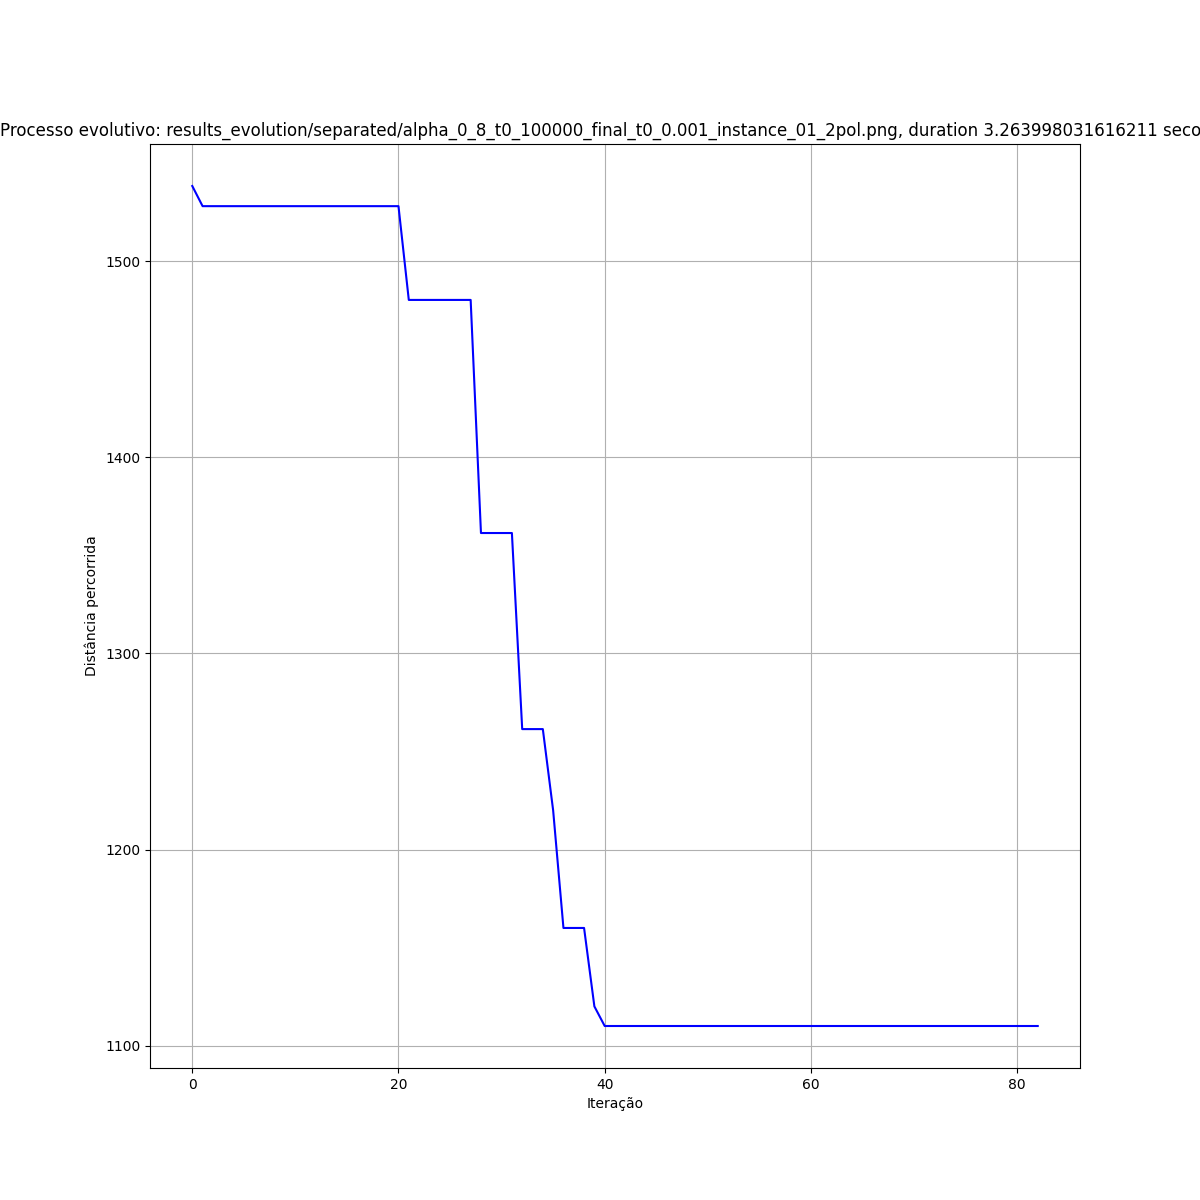 Processo evolutivo: results_evolution/separated/alpha_0_8_t0_100000_final_t0_0.001_instance_01_2pol.png, duration 3.263998031616211 seco
1500
1400
1300
1200
1100
Distância percorrida
0 20 40 60 80
Iteração